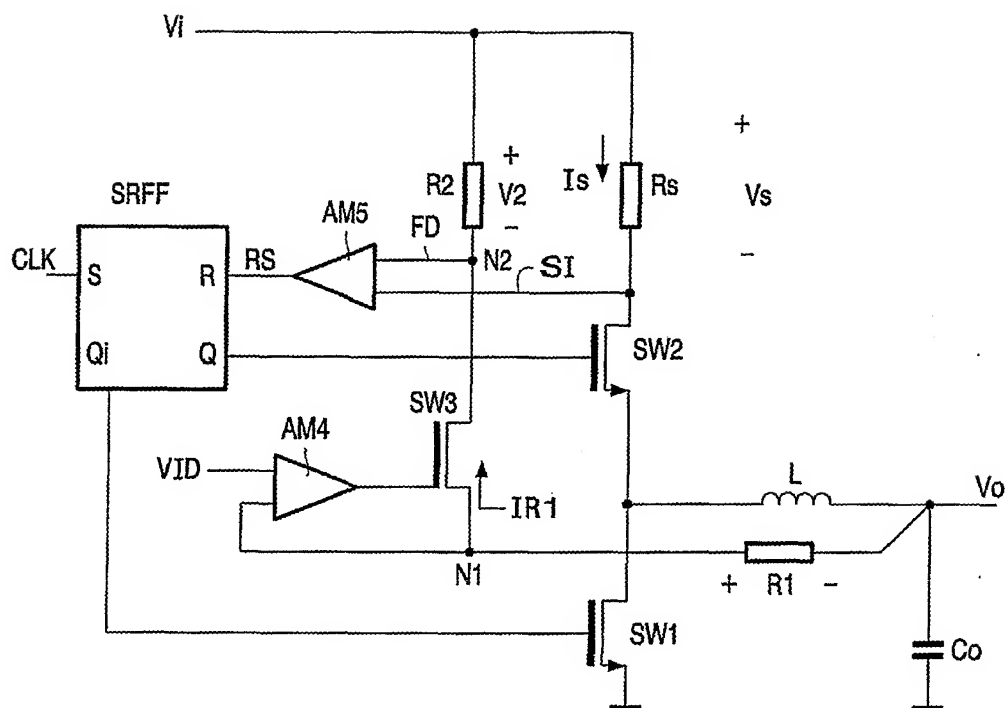 Vi
+
Is
R2
V2
Rs
Vs
+
-
-
SRFF
AM5
FD
N2
SI
CLK
S
R
RS
Qi
Q
SW2
SW3
AM4
VID
IR1
L
Vo
N1
+
R1
-
SW1
Co